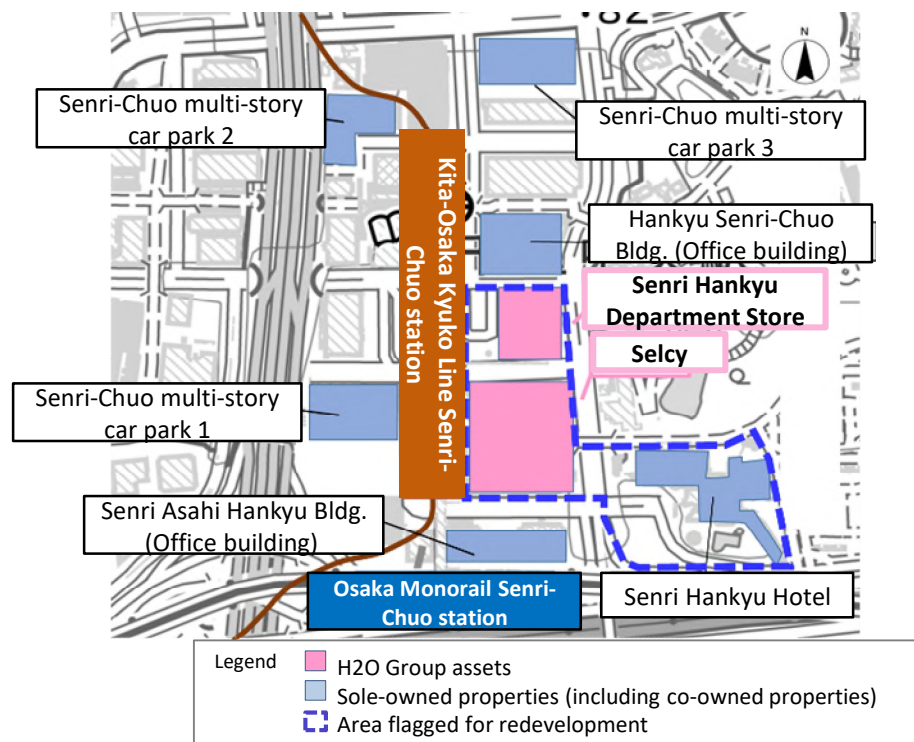 82
N
Senri-Chuo multi-story
car park 2
Senri-Chuo multi-story
car park 3
Kita-Osaka Kyuko Line Senri-
Chuo station
Hankyu Senri-Chuo
Bldg. (Office building)
Senri Hankyu
Department Store
Selcy
Senri-Chuo multi-story
car park 1
Senri Asahi Hankyu Bldg.
(Office building)
Osaka Monorail Senri-
Chuo station
Senri Hankyu Hotel
Legend
H2O Group assets
Sole-owned properties (including co-owned properties)
Area flagged for redevelopment